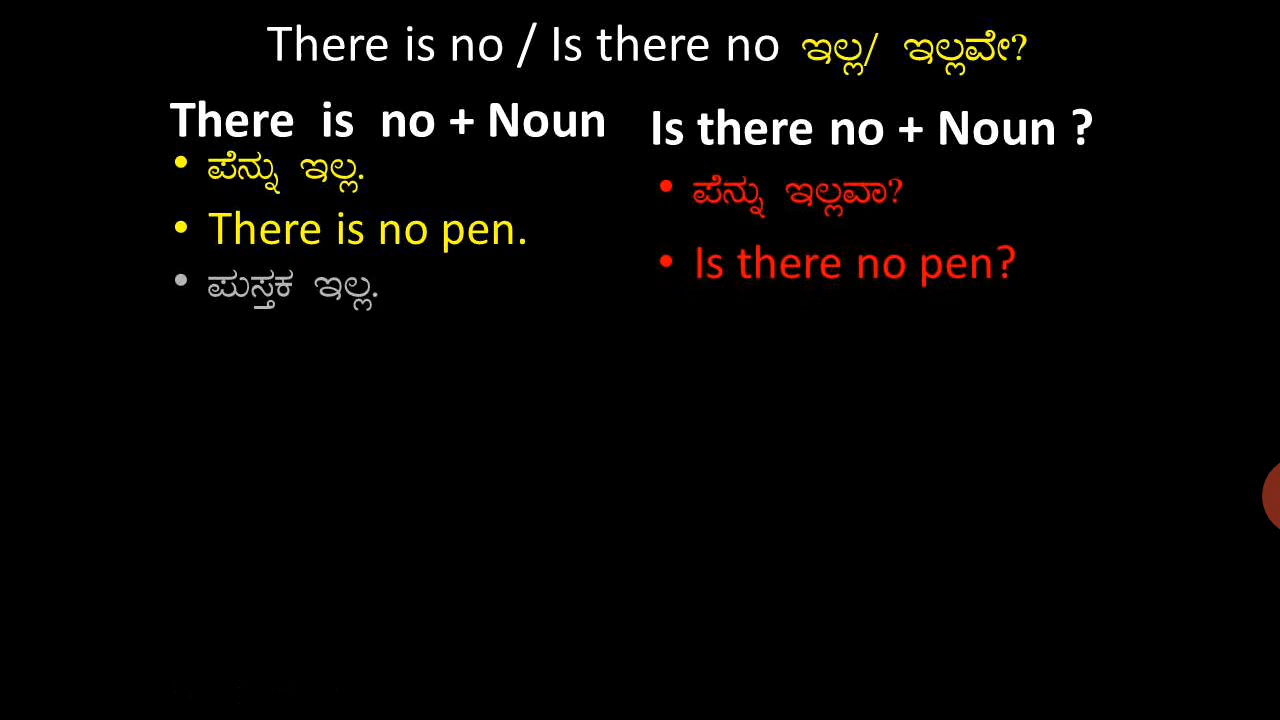 There is no / Is there no ಇಲ್ಲ/ ಇಲ್ಲವೇ?
There is no + Noun
• ಪೆನ್ನು ಇಲ್ಲ.
• There is no pen.
• ಪುಸ್ತಕ ಇಲ್ಲ.
Is there no + Noun ?
• ಪೆನ್ನು ಇಲ್ಲವಾ?
• Is there no pen?